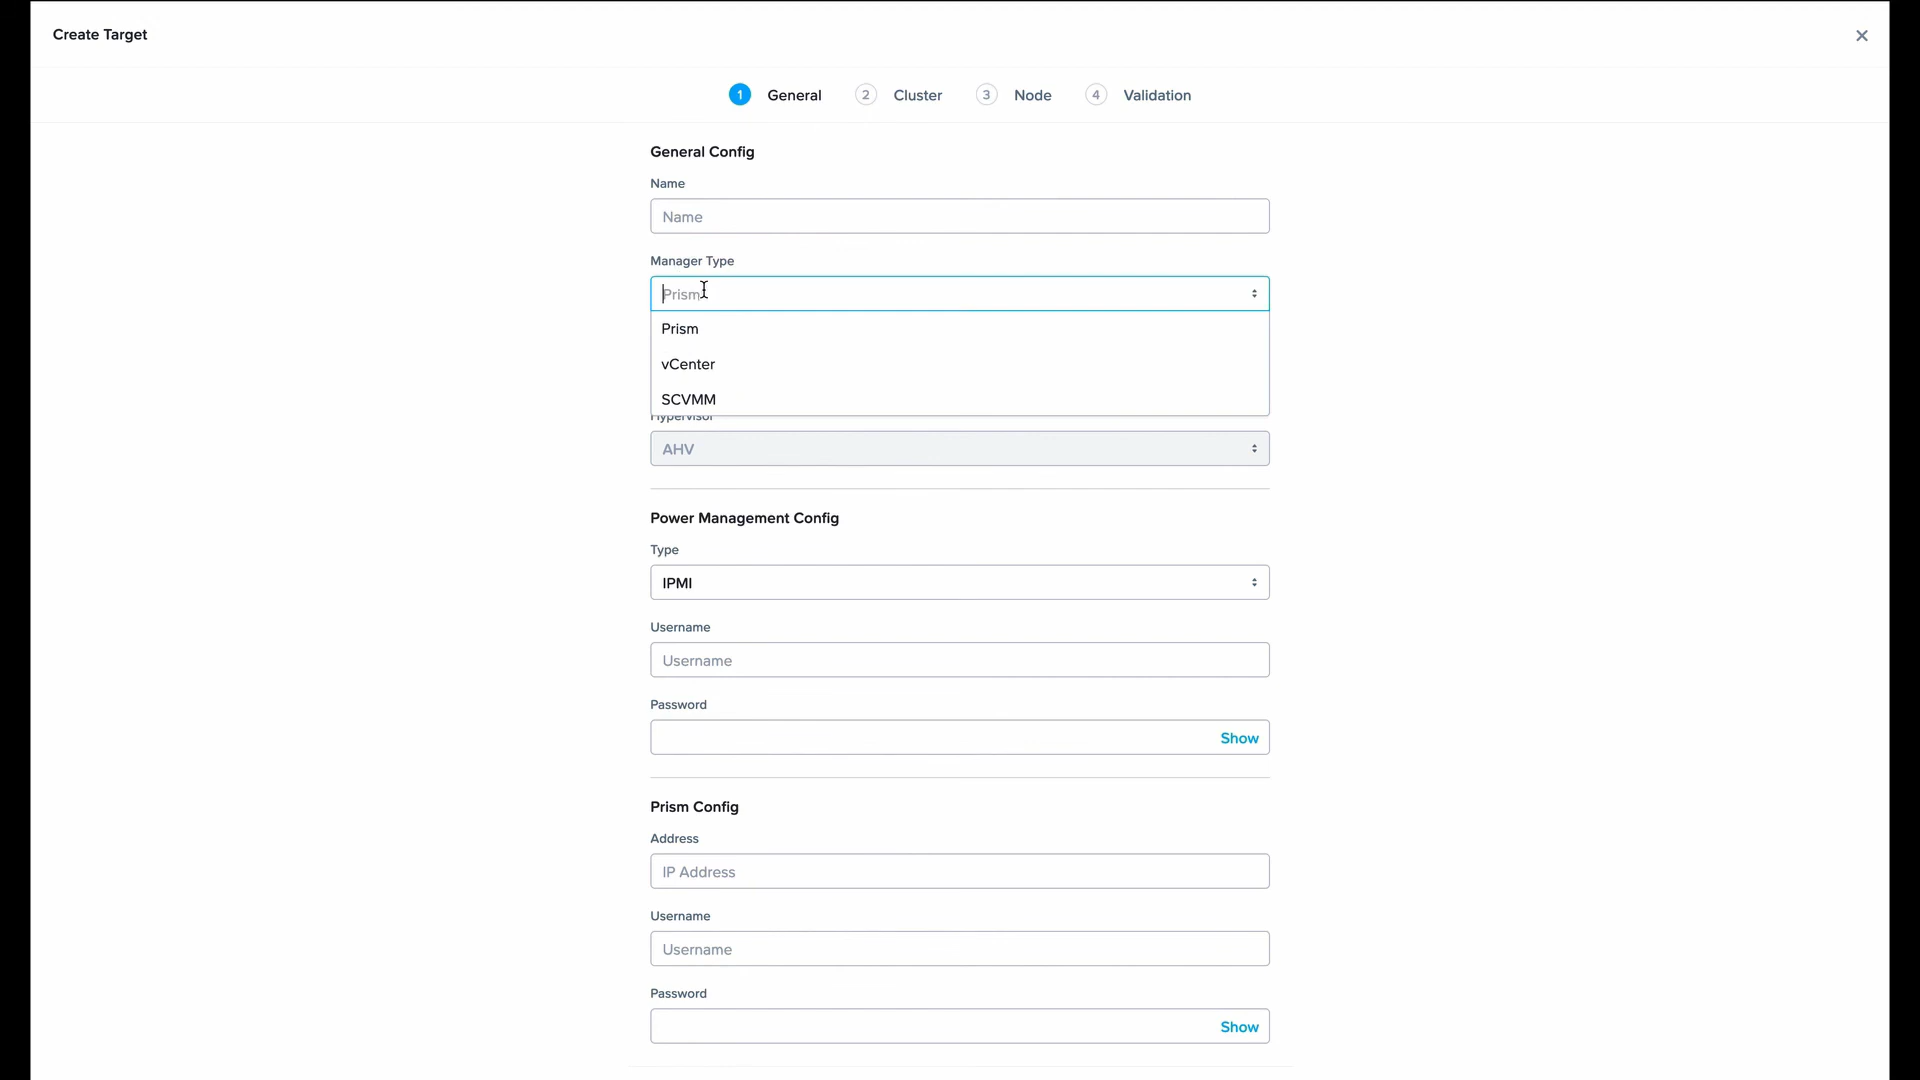 Create Target
1 General 2 Cluster 3 Node 4 Validation
General Config
Name
Name
Manager Type
Prism
Prism
vCenter
SCVMM
Hypervisor
AHV
Power Management Config
Type
IPMI
Username
Username
Password
Show
Prism Config
Address
IP Address
Username
Username
Password
Show